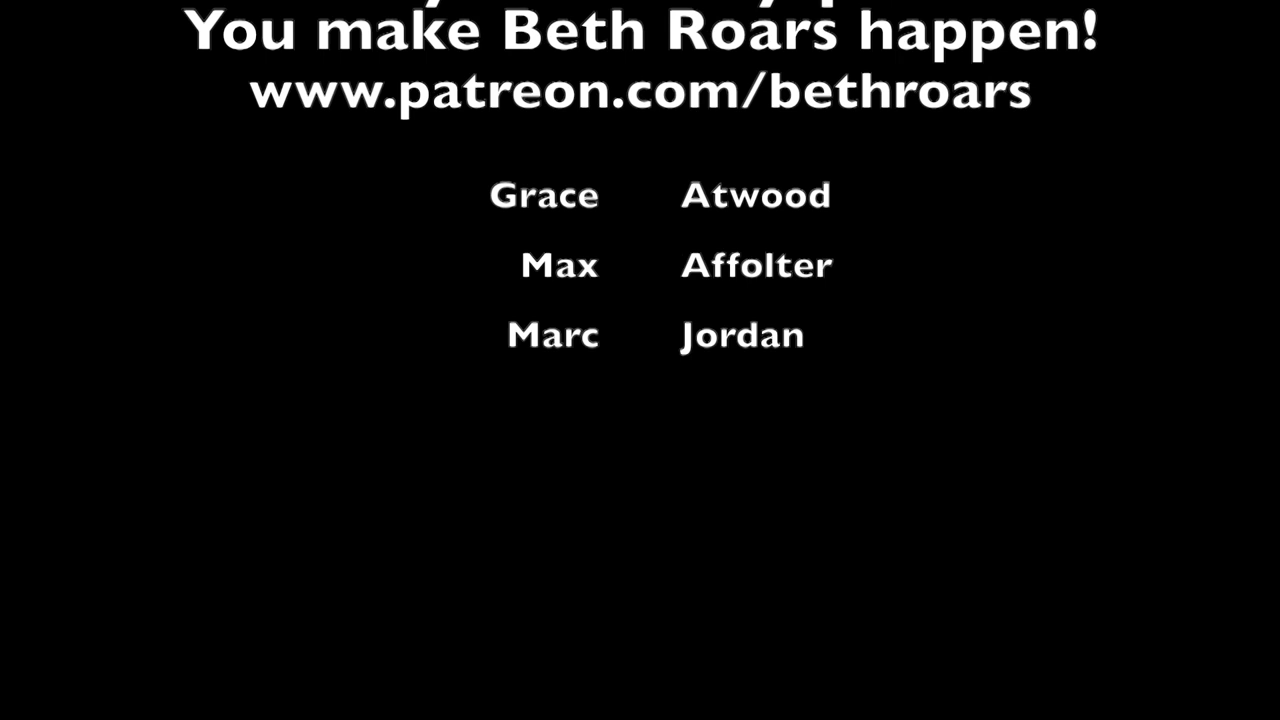 You make Beth Roars happen!
www.patreon.com/bethroars
Grace Atwood
Max Affolter
Marc Jordan